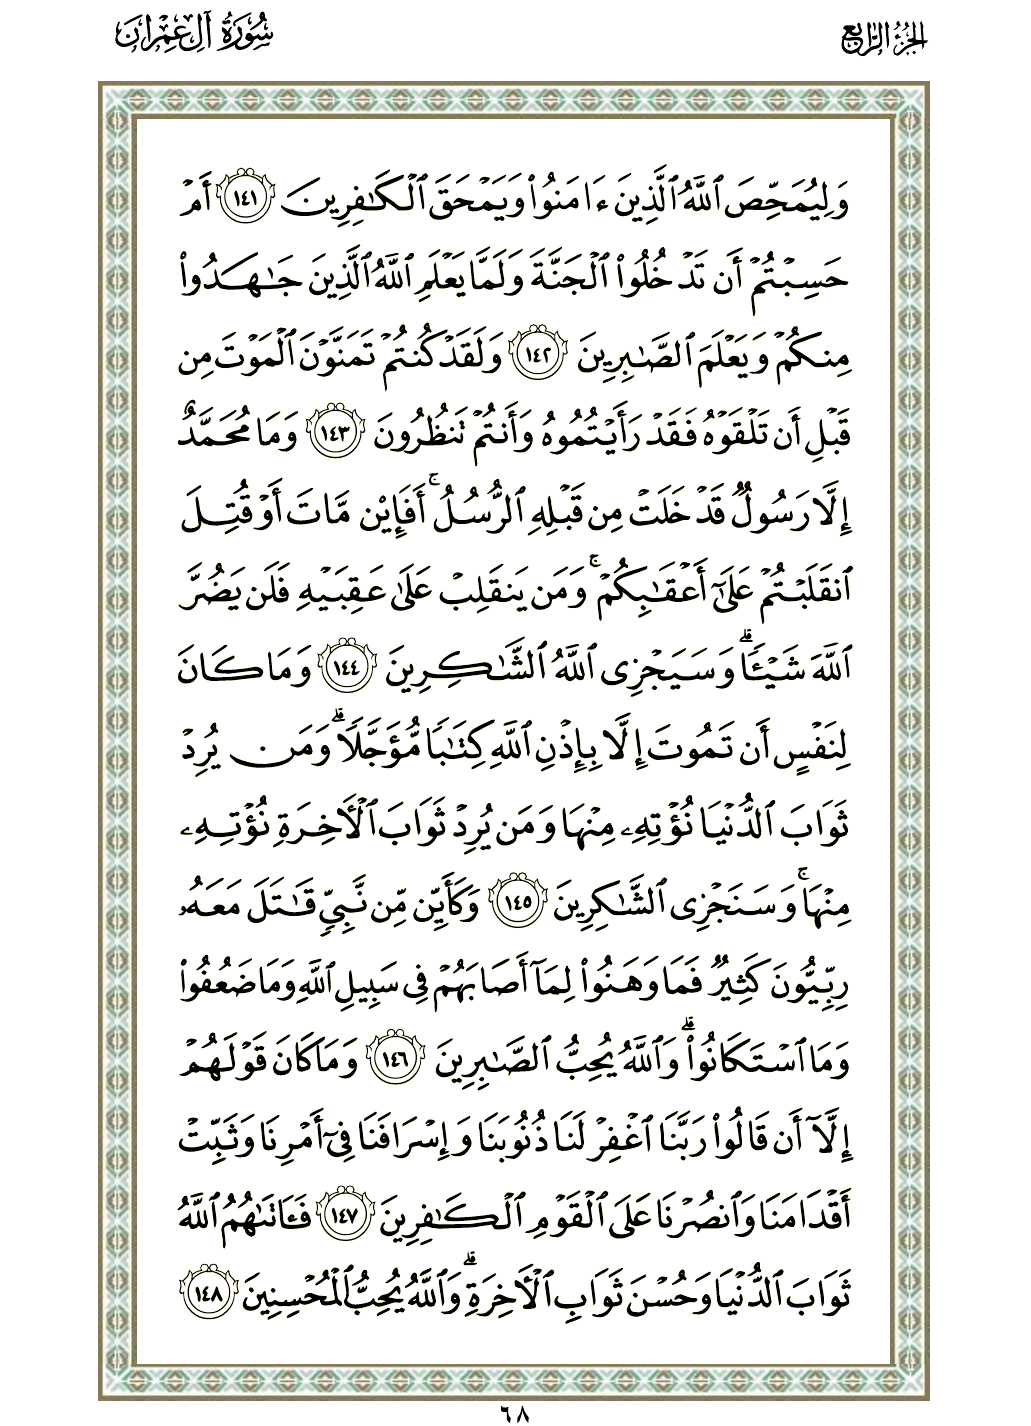 الجزء الرابع
سورة آل عمران
وَلِيُمَحِّصَ ٱللَّهُ ٱلَّذِينَ ءَامَنُوا۟ وَيَمْحَقَ ٱلْكَـٰفِرِينَ ١٤١ أَمْ
حَسِبْتُمْ أَن تَدْخُلُوا۟ ٱلْجَنَّةَ وَلَمَّا يَعْلَمِ ٱللَّهُ ٱلَّذِينَ جَـٰهَدُوا۟
مِنكُمْ وَيَعْلَمَ ٱلصَّـٰبِرِينَ ١٤٢ وَلَقَدْ كُنتُمْ تَمَنَّوْنَ ٱلْمَوْتَ مِن
قَبْلِ أَن تَلْقَوْهُ فَقَدْ رَأَيْتُمُوهُ وَأَنتُمْ تَنظُرُونَ ١٤٣ وَمَا مُحَمَّدٌ
إِلَّا رَسُولٌ قَدْ خَلَتْ مِن قَبْلِهِ ٱلرُّسُلُ ۚ أَفَإِي۟ن مَّاتَ أَوْ قُتِلَ
ٱنقَلَبْتُمْ عَلَىٰٓ أَعْقَـٰبِكُمْ ۚ وَمَن يَنقَلِبْ عَلَىٰ عَقِبَيْهِ فَلَن يَضُرَّ
ٱللَّهَ شَيْـًٔا ۗ وَسَيَجْزِى ٱللَّهُ ٱلشَّـٰكِرِينَ ١٤٤ وَمَا كَانَ
لِنَفْسٍ أَن تَمُوتَ إِلَّا بِإِذْنِ ٱللَّهِ كِتَـٰبًا مُّؤَجَّلًا ۗ وَمَن يُرِدْ
ثَوَابَ ٱلدُّنْيَا نُؤْتِهِۦ مِنْهَا وَمَن يُرِدْ ثَوَابَ ٱلْـَٔاخِرَةِ نُؤْتِهِۦ
مِنْهَا ۚ وَسَنَجْزِى ٱلشَّـٰكِرِينَ ١٤٥ وَكَأَيِّن مِّن نَّبِىٍّ قَـٰتَلَ مَعَهُۥ
رِبِّيُّونَ كَثِيرٌ فَمَا وَهَنُوا۟ لِمَآ أَصَابَهُمْ فِى سَبِيلِ ٱللَّهِ وَمَا ضَعُفُوا۟
وَمَا ٱسْتَكَانُوا۟ ۗ وَٱللَّهُ يُحِبُّ ٱلصَّـٰبِرِينَ ١٤٦ وَمَا كَانَ قَوْلَهُمْ
إِلَّآ أَن قَالُوا۟ رَبَّنَا ٱغْفِرْ لَنَا ذُنُوبَنَا وَإِسْرَافَنَا فِىٓ أَمْرِنَا وَثَبِّتْ
أَقْدَامَنَا وَٱنصُرْنَا عَلَى ٱلْقَوْمِ ٱلْكَـٰفِرِينَ ١٤٧ فَـَٔاتَىٰهُمُ ٱللَّهُ
ثَوَابَ ٱلدُّنْيَا وَحُسْنَ ثَوَابِ ٱلْـَٔاخِرَةِ ۗ وَٱللَّهُ يُحِبُّ ٱلْمُحْسِنِينَ ١٤٨
٦٨